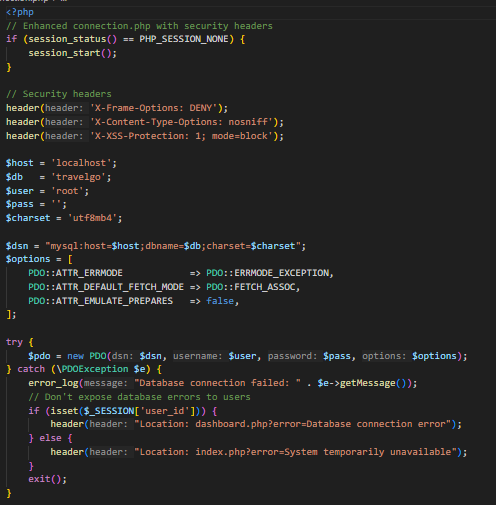 <?php
// Enhanced connection.php with security headers
if (session_status() == PHP_SESSION_NONE) {
    session_start();
}

// Security headers
header(header: 'X-Frame-Options: DENY');
header(header: 'X-Content-Type-Options: nosniff');
header(header: 'X-XSS-Protection: 1; mode=block');

$host = 'localhost';
$db   = 'travelgo';
$user = 'root';
$pass = '';
$charset = 'utf8mb4';

$dsn = "mysql:host=$host;dbname=$db;charset=$charset";
$options = [
    PDO::ATTR_ERRMODE            => PDO::ERRMODE_EXCEPTION,
    PDO::ATTR_DEFAULT_FETCH_MODE => PDO::FETCH_ASSOC,
    PDO::ATTR_EMULATE_PREPARES   => false,
];

try {
    $pdo = new PDO(dsn: $dsn, username: $user, password: $pass, options: $options);
} catch (\PDOException $e) {
    error_log(message: "Database connection failed: " . $e->getMessage());
    // Don't expose database errors to users
    if (isset($_SESSION['user_id'])) {
        header(header: "Location: dashboard.php?error=Database connection error");
    } else {
        header(header: "Location: index.php?error=System temporarily unavailable");
    }
    exit();
}